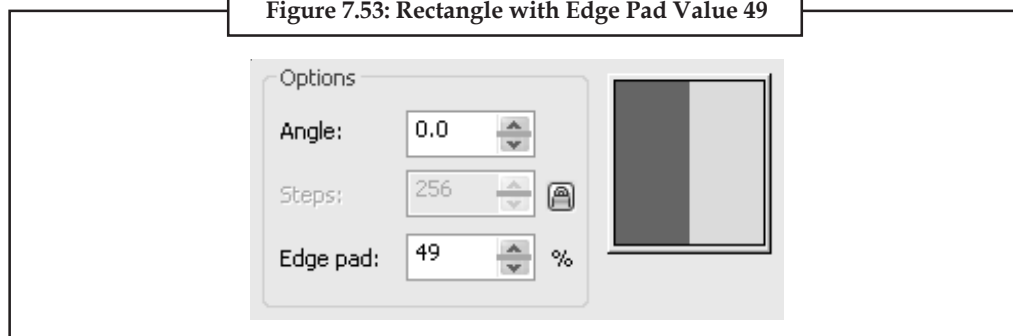 Figure 7.53: Rectangle with Edge Pad Value 49
Options
Angle: 0.0
Steps: 256
Edge pad: 49 %